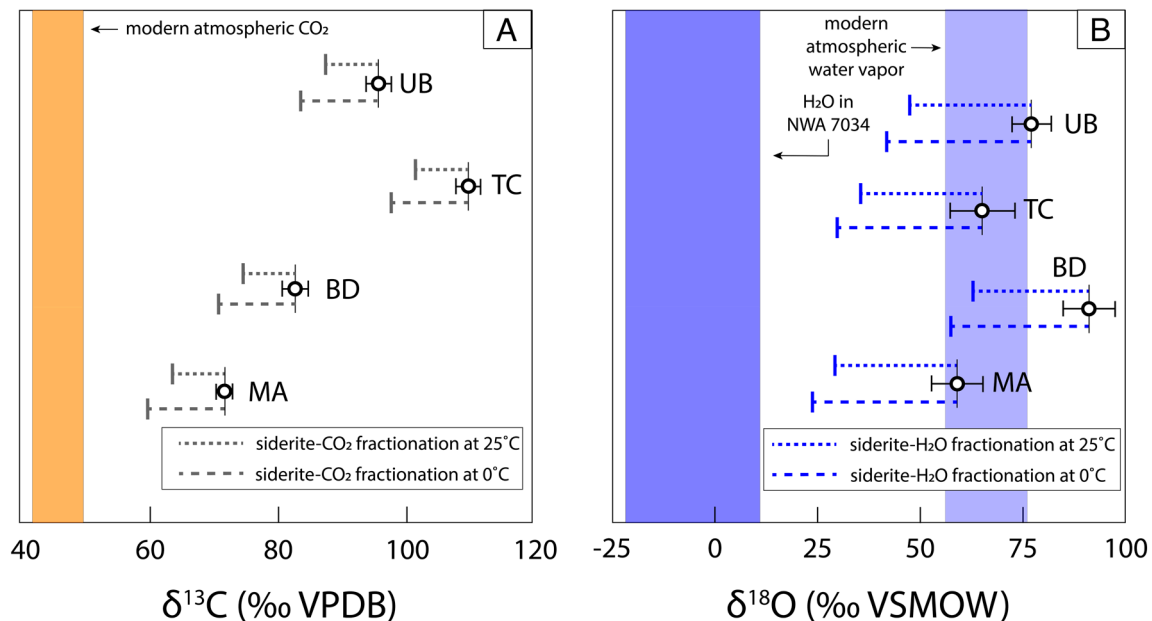 A
modern atmospheric CO₂
UB
TC
BD
MA
siderite-CO₂ fractionation at 25˚C
siderite-CO₂ fractionation at 0˚C
40 60 80 100 120
δ¹³C (‰ VPDB)
B
modern
atmospheric
water vapor
H2O in
NWA 7034
UB
TC
BD
MA
siderite-H₂O fractionation at 25˚C
siderite-H₂O fractionation at 0˚C
-25 0 25 50 75 100
δ¹⁸O (‰ VSMOW)